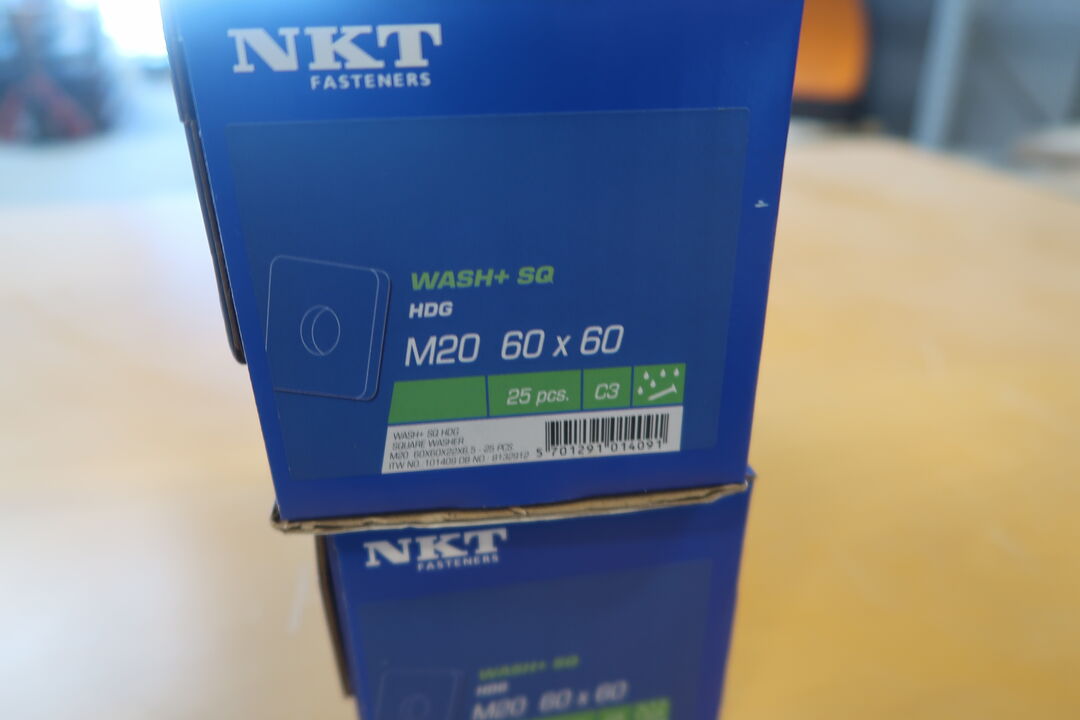 NKT
FASTENERS
WASH+ SQ
HDG
M20 60 x 60
25 pcs. C3
WASH+ SQ HDG
SQUARE WASHER
M20 60X60X22X6,5 - 25 PCS
ITW NO. 101409 DB NO. 9132912
5 701291 014091
NKT
FASTENERS
WASH+ SQ
HDG
M20 60 x 60